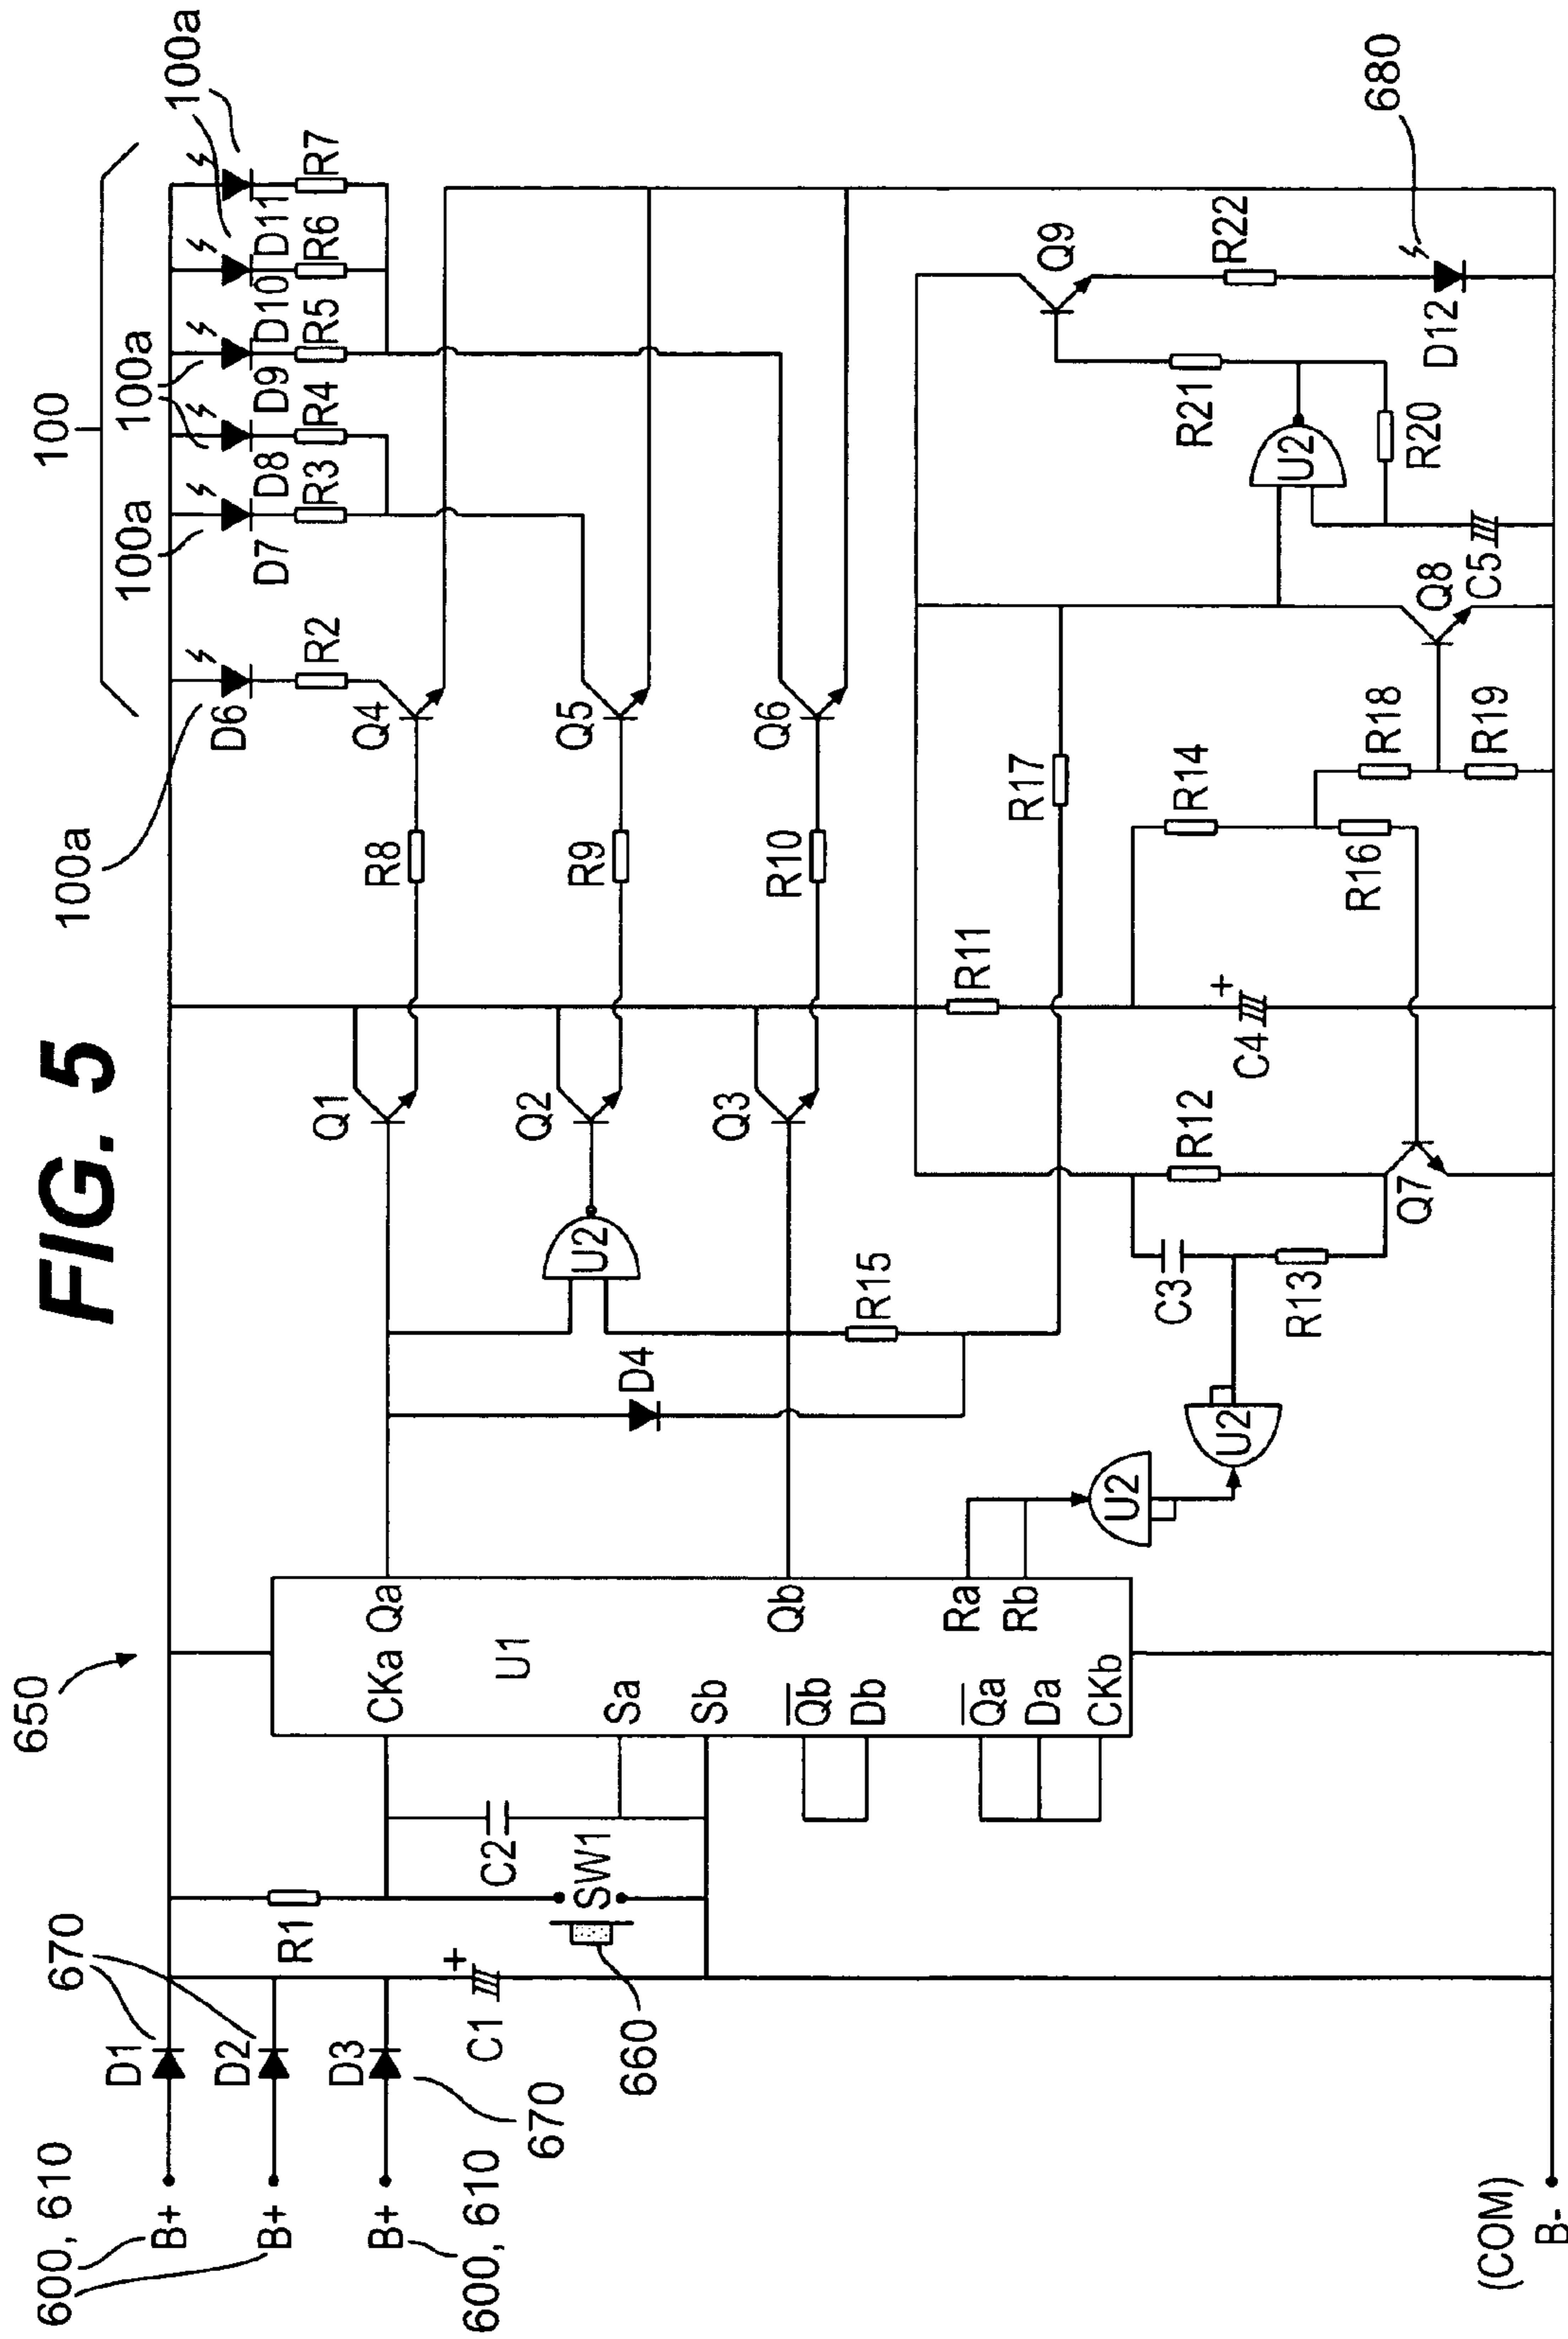 FIG. 5
100
100a
100a
100a
100a
D6
D7
D8
D9
D10
D11
R2
R3
R4
R5
R6
R7
650
600, 610
B+
B+
B+
600, 610
D1
D2
D3
670
670
R1
C1
+
C2
SW1
660
CKa
Qa
U1
Sa
Sb
Qb
Db
Qb
Qa
Da
CKb
Ra
Rb
D4
U2
R15
Q1
Q2
Q3
R8
R9
R10
Q4
Q5
Q6
R11
R17
C4
+
R12
C3
R13
U2
U2
Q7
R14
R16
R18
R19
Q8
C5
U2
R20
R21
Q9
R22
D12
680
(COM)
B-